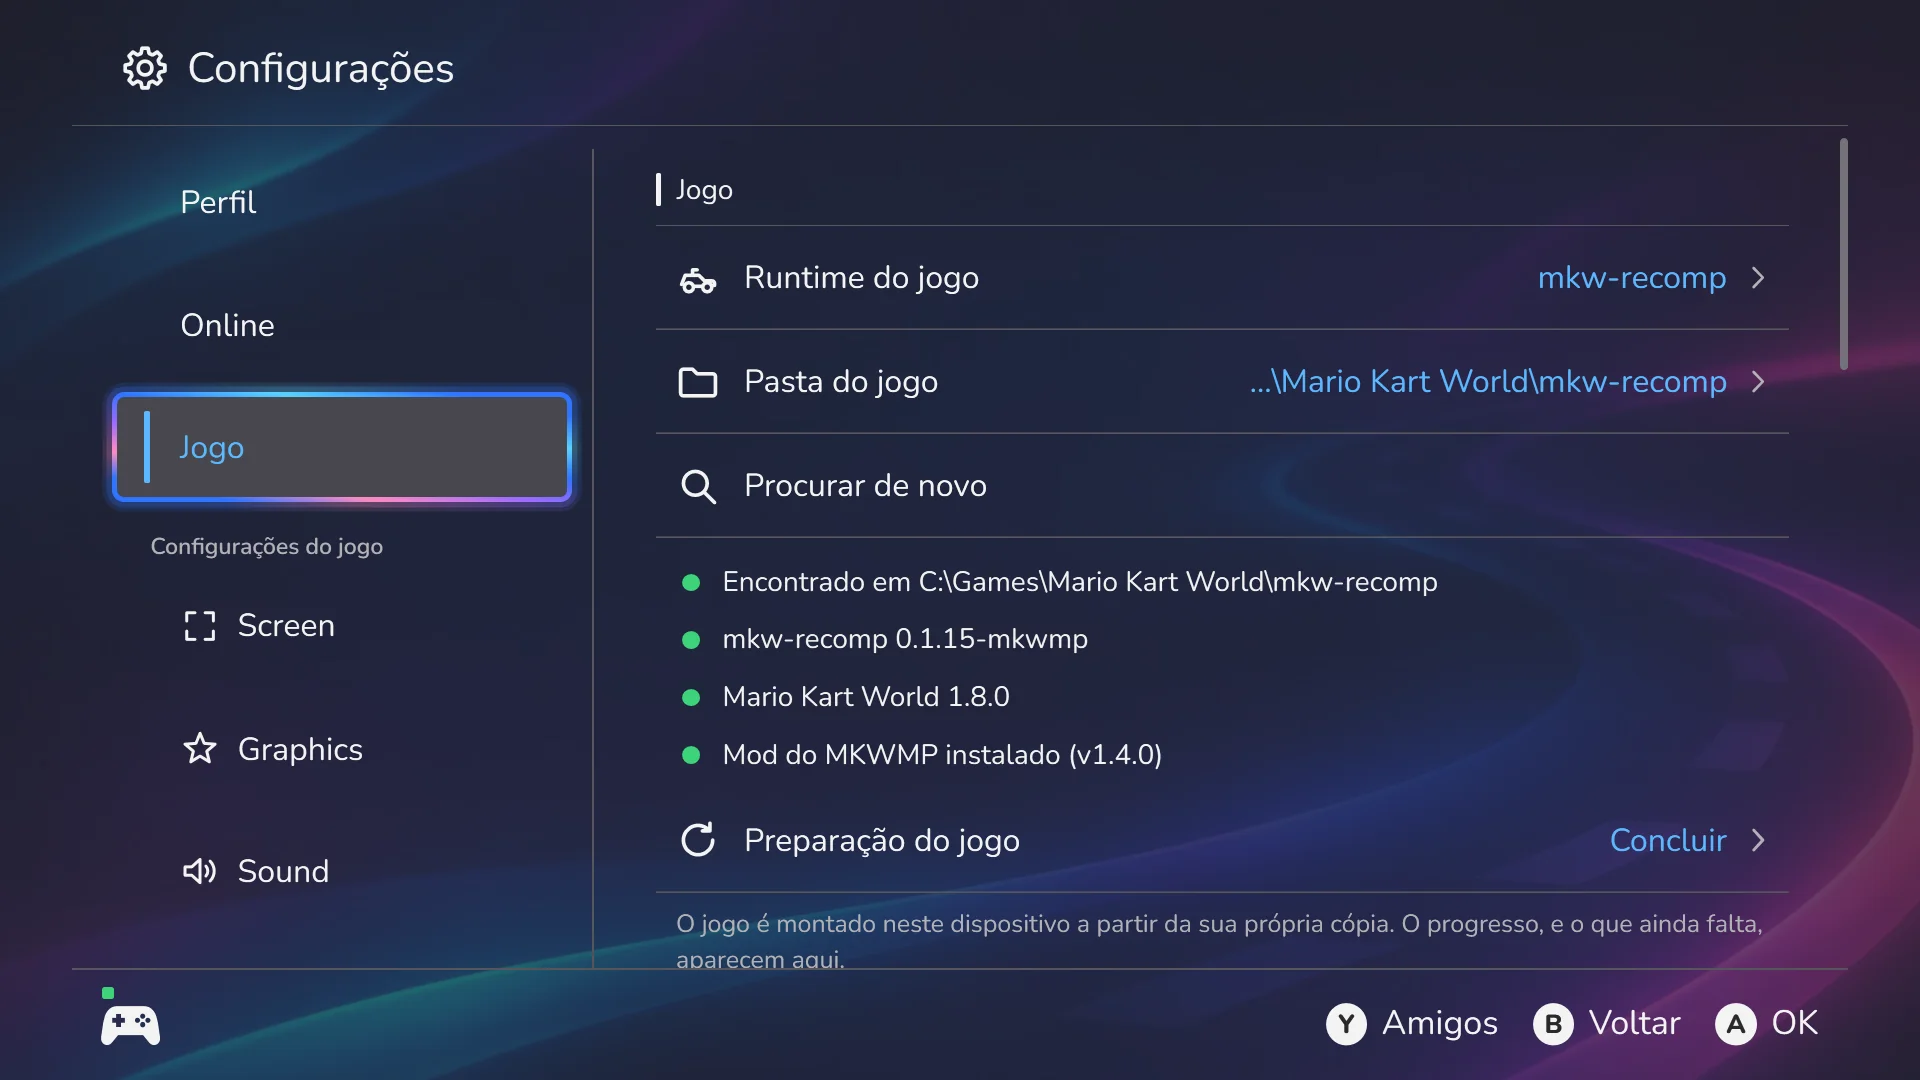 Configurações
Perfil
Online
Jogo
Configurações do jogo
Screen
Graphics
Sound
Jogo
Runtime do jogo mkw-recomp
Pasta do jogo ...\Mario Kart World\mkw-recomp
Procurar de novo
Encontrado em C:\Games\Mario Kart World\mkw-recomp
mkw-recomp 0.1.15-mkwmp
Mario Kart World 1.8.0
Mod do MKWMP instalado (v1.4.0)
Preparação do jogo Concluir
O jogo é montado neste dispositivo a partir da sua própria cópia. O progresso, e o que ainda falta,
aparecem aqui.
Y Amigos B Voltar A OK